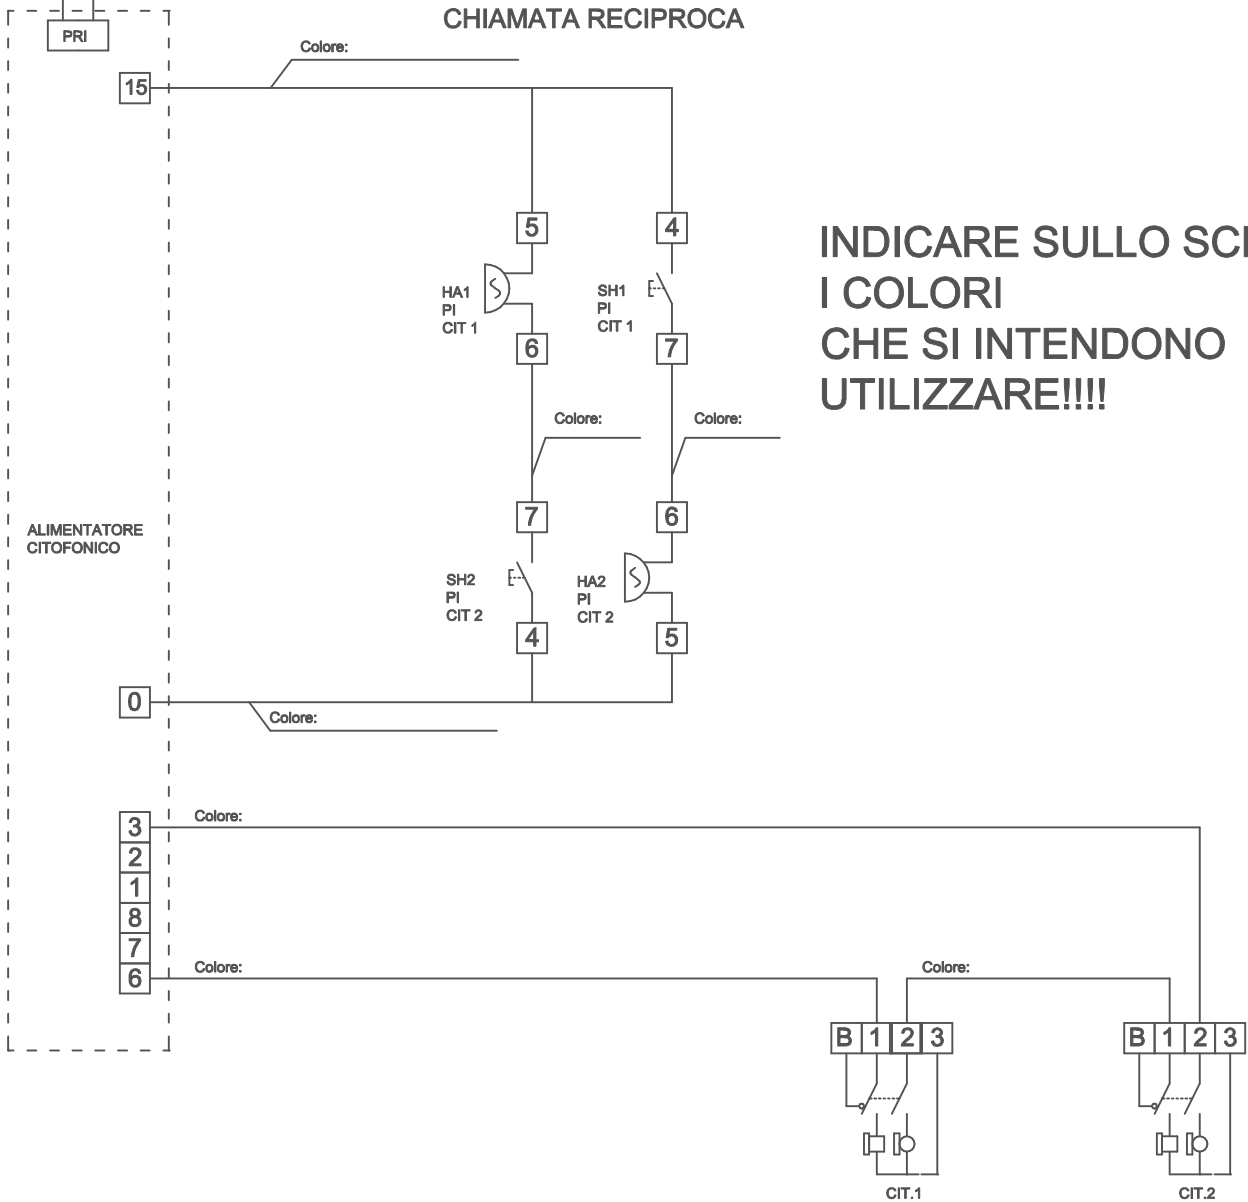 CHIAMATA RECIPROCA
PRI
Colore:
15
5
4
INDICARE SULLO SCI
I COLORI
CHE SI INTENDONO
UTILIZZARE!!!!
HA1
PI
CIT 1
SH1
PI
CIT 1
6
7
Colore:
Colore:
7
6
ALIMENTATORE
CITOFONICO
SH2
PI
CIT 2
HA2
PI
CIT 2
4
5
0
Colore:
3
Colore:
2
1
8
7
6
Colore:
Colore:
B 1 2 3
B 1 2 3
CIT.1
CIT.2